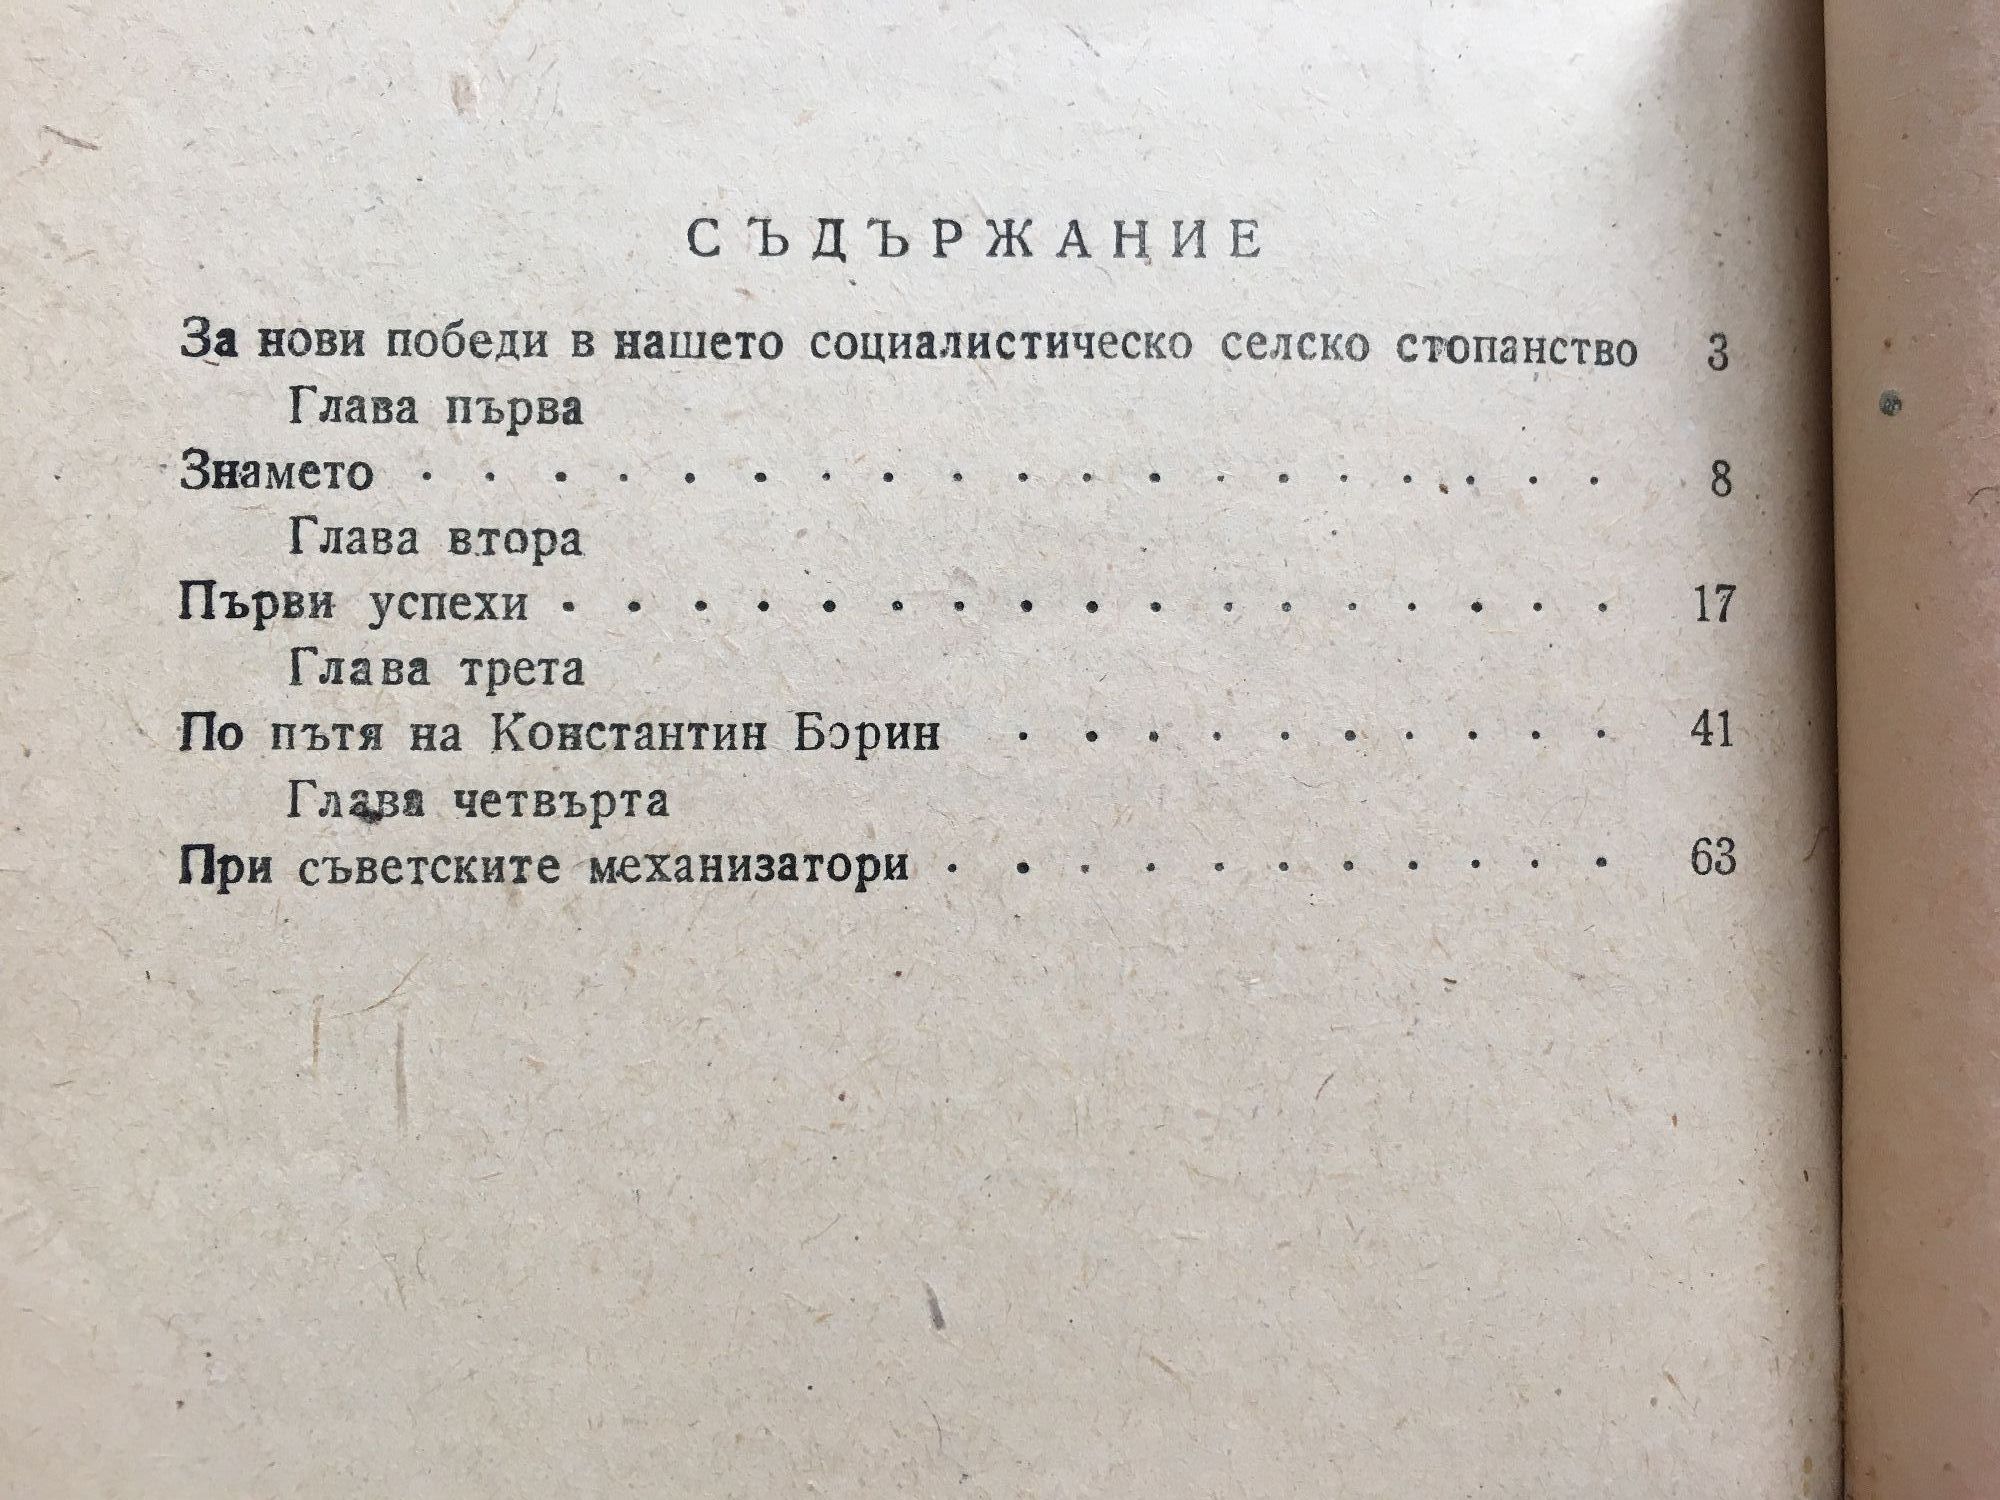 СЪДЪРЖАНИЕ
За нови победи в нашето социалистическо селско стопанство 3
Глава първа
Знамето . . . . . . . . . . . . . . . . . . . 8
Глава втора
Първи успехи . . . . . . . . . . . . . . . . . 17
Глава трета
По пътя на Константин Борин . . . . . . . . . . 41
Глава четвърта
При съветските механизатори . . . . . . . . . . . 63